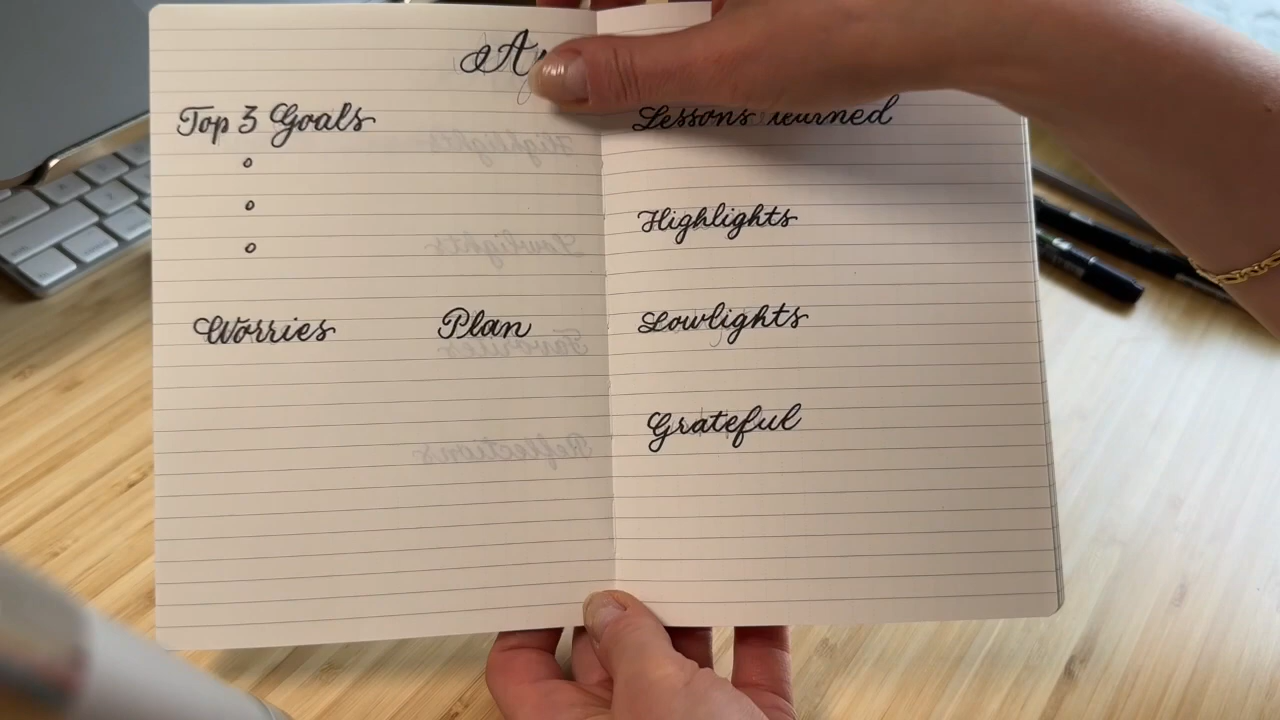 Top 3 Goals
Worries
Plan
Lessons learned
Highlights
Lowlights
Grateful